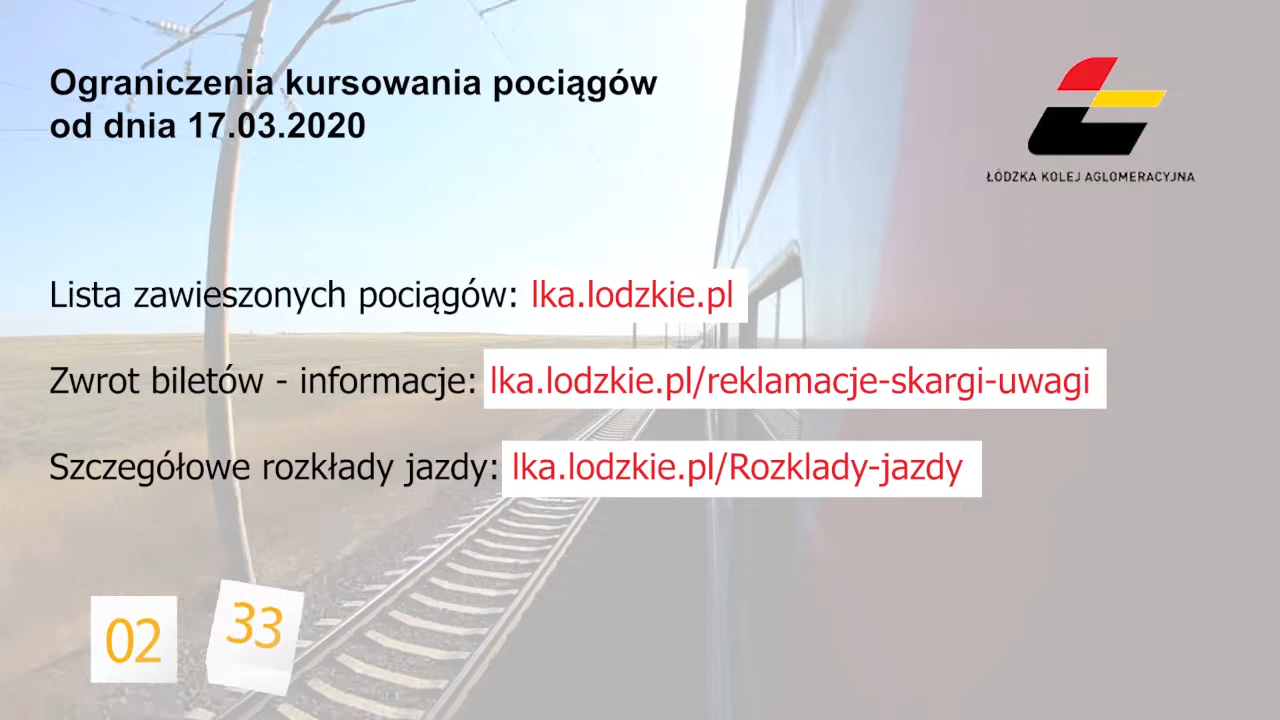 Ograniczenia kursowania pociągów
od dnia 17.03.2020
ŁÓDZKA KOLEJ AGLOMERACYJNA
Lista zawieszonych pociągów: lka.lodzkie.pl
Zwrot biletów - informacje: lka.lodzkie.pl/reklamacje-skargi-uwagi
Szczegółowe rozkłady jazdy: lka.lodzkie.pl/Rozklady-jazdy
02 33